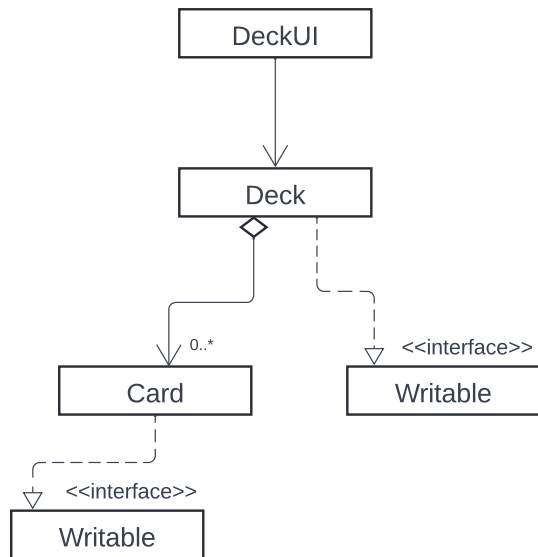 DeckUI
Deck
0..*
<<interface>>
Card
Writable
<<interface>>
Writable